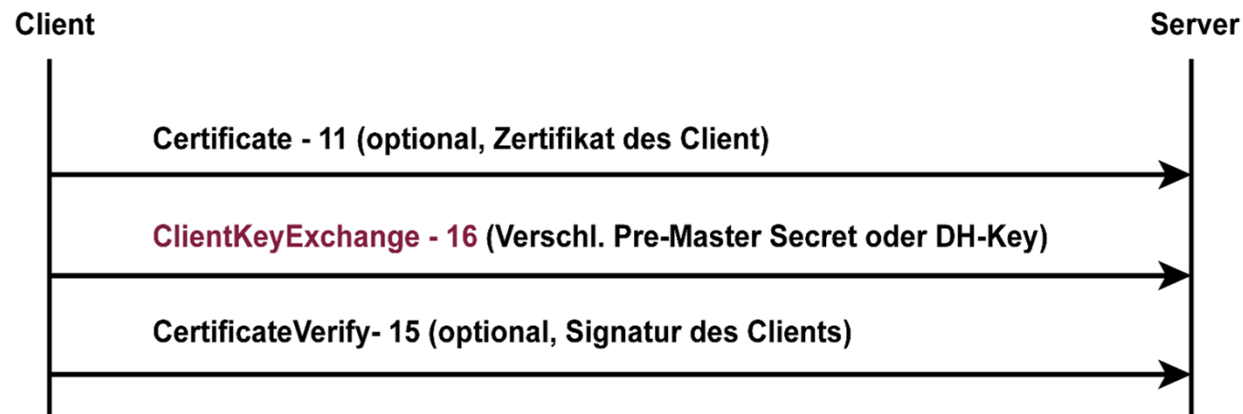 Client
Server
Certificate - 11 (optional, Zertifikat des Client)
ClientKeyExchange - 16 (Verschl. Pre-Master Secret oder DH-Key)
CertificateVerify- 15 (optional, Signatur des Clients)